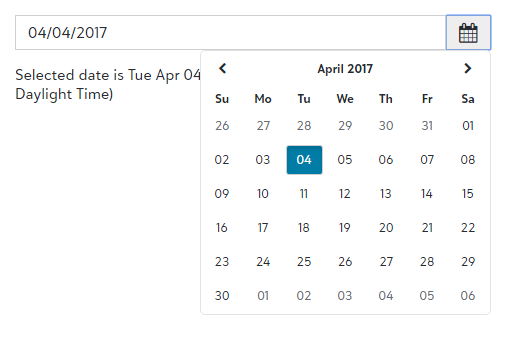 04/04/2017
Selected date is Tue Apr 04
Daylight Time)
April 2017
Su Mo Tu We Th Fr Sa
26 27 28 29 30 31 01
02 03 04 05 06 07 08
09 10 11 12 13 14 15
16 17 18 19 20 21 22
23 24 25 26 27 28 29
30 01 02 03 04 05 06